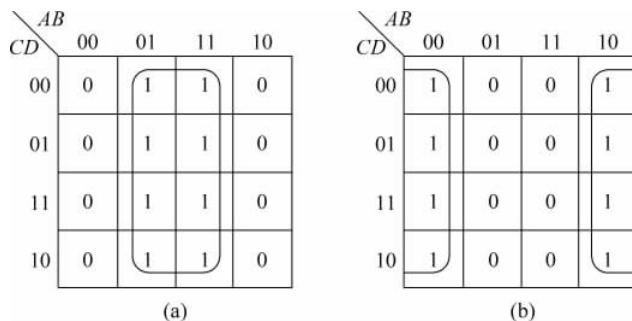 AB AB
CD 00 01 11 10 CD 00 01 11 10
00 0 1 1 0 00 1 0 0 1
01 0 1 1 0 01 1 0 0 1
11 0 1 1 0 11 1 0 0 1
10 0 1 1 0 10 1 0 0 1
(a) (b)